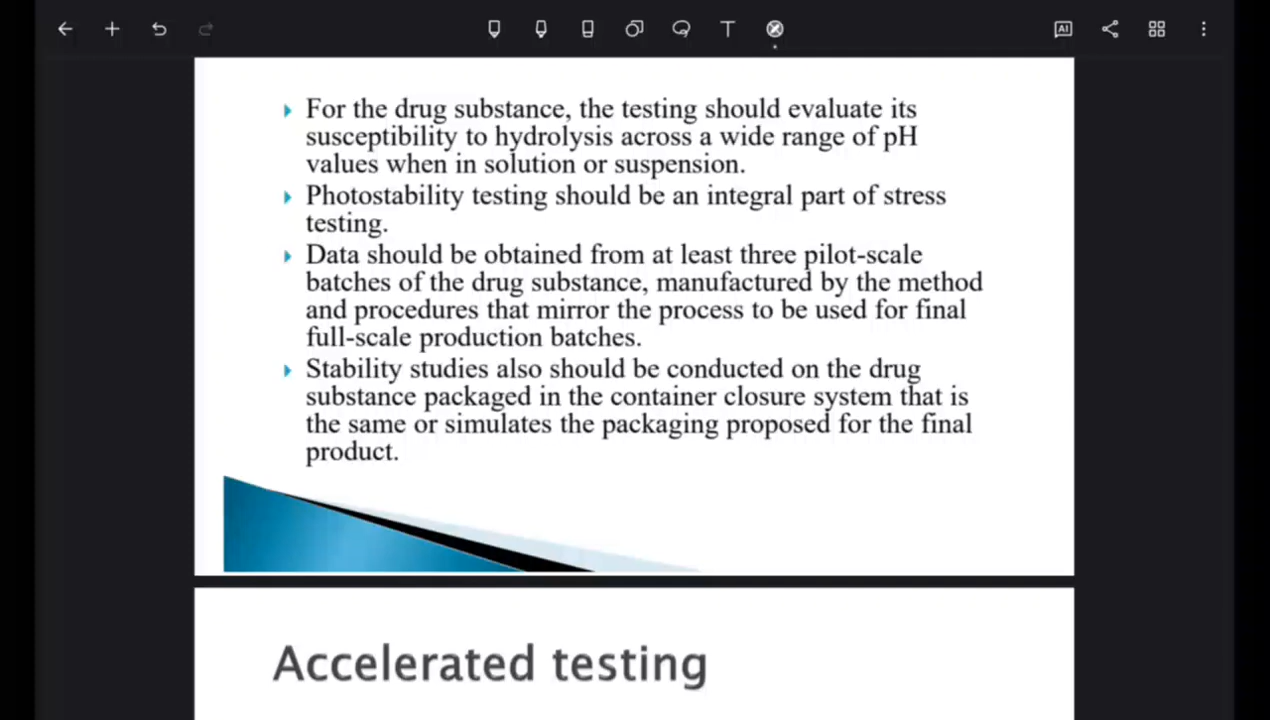 AI
T
For the drug substance, the testing should evaluate its
susceptibility to hydrolysis across a wide range of pH
values when in solution or suspension.
Photostability testing should be an integral part of stress
testing.
Data should be obtained from at least three pilot-scale
batches of the drug substance, manufactured by the method
and procedures that mirror the process to be used for final
full-scale production batches.
Stability studies also should be conducted on the drug
substance packaged in the container closure system that is
the same or simulates the packaging proposed for the final
product.
Accelerated testing